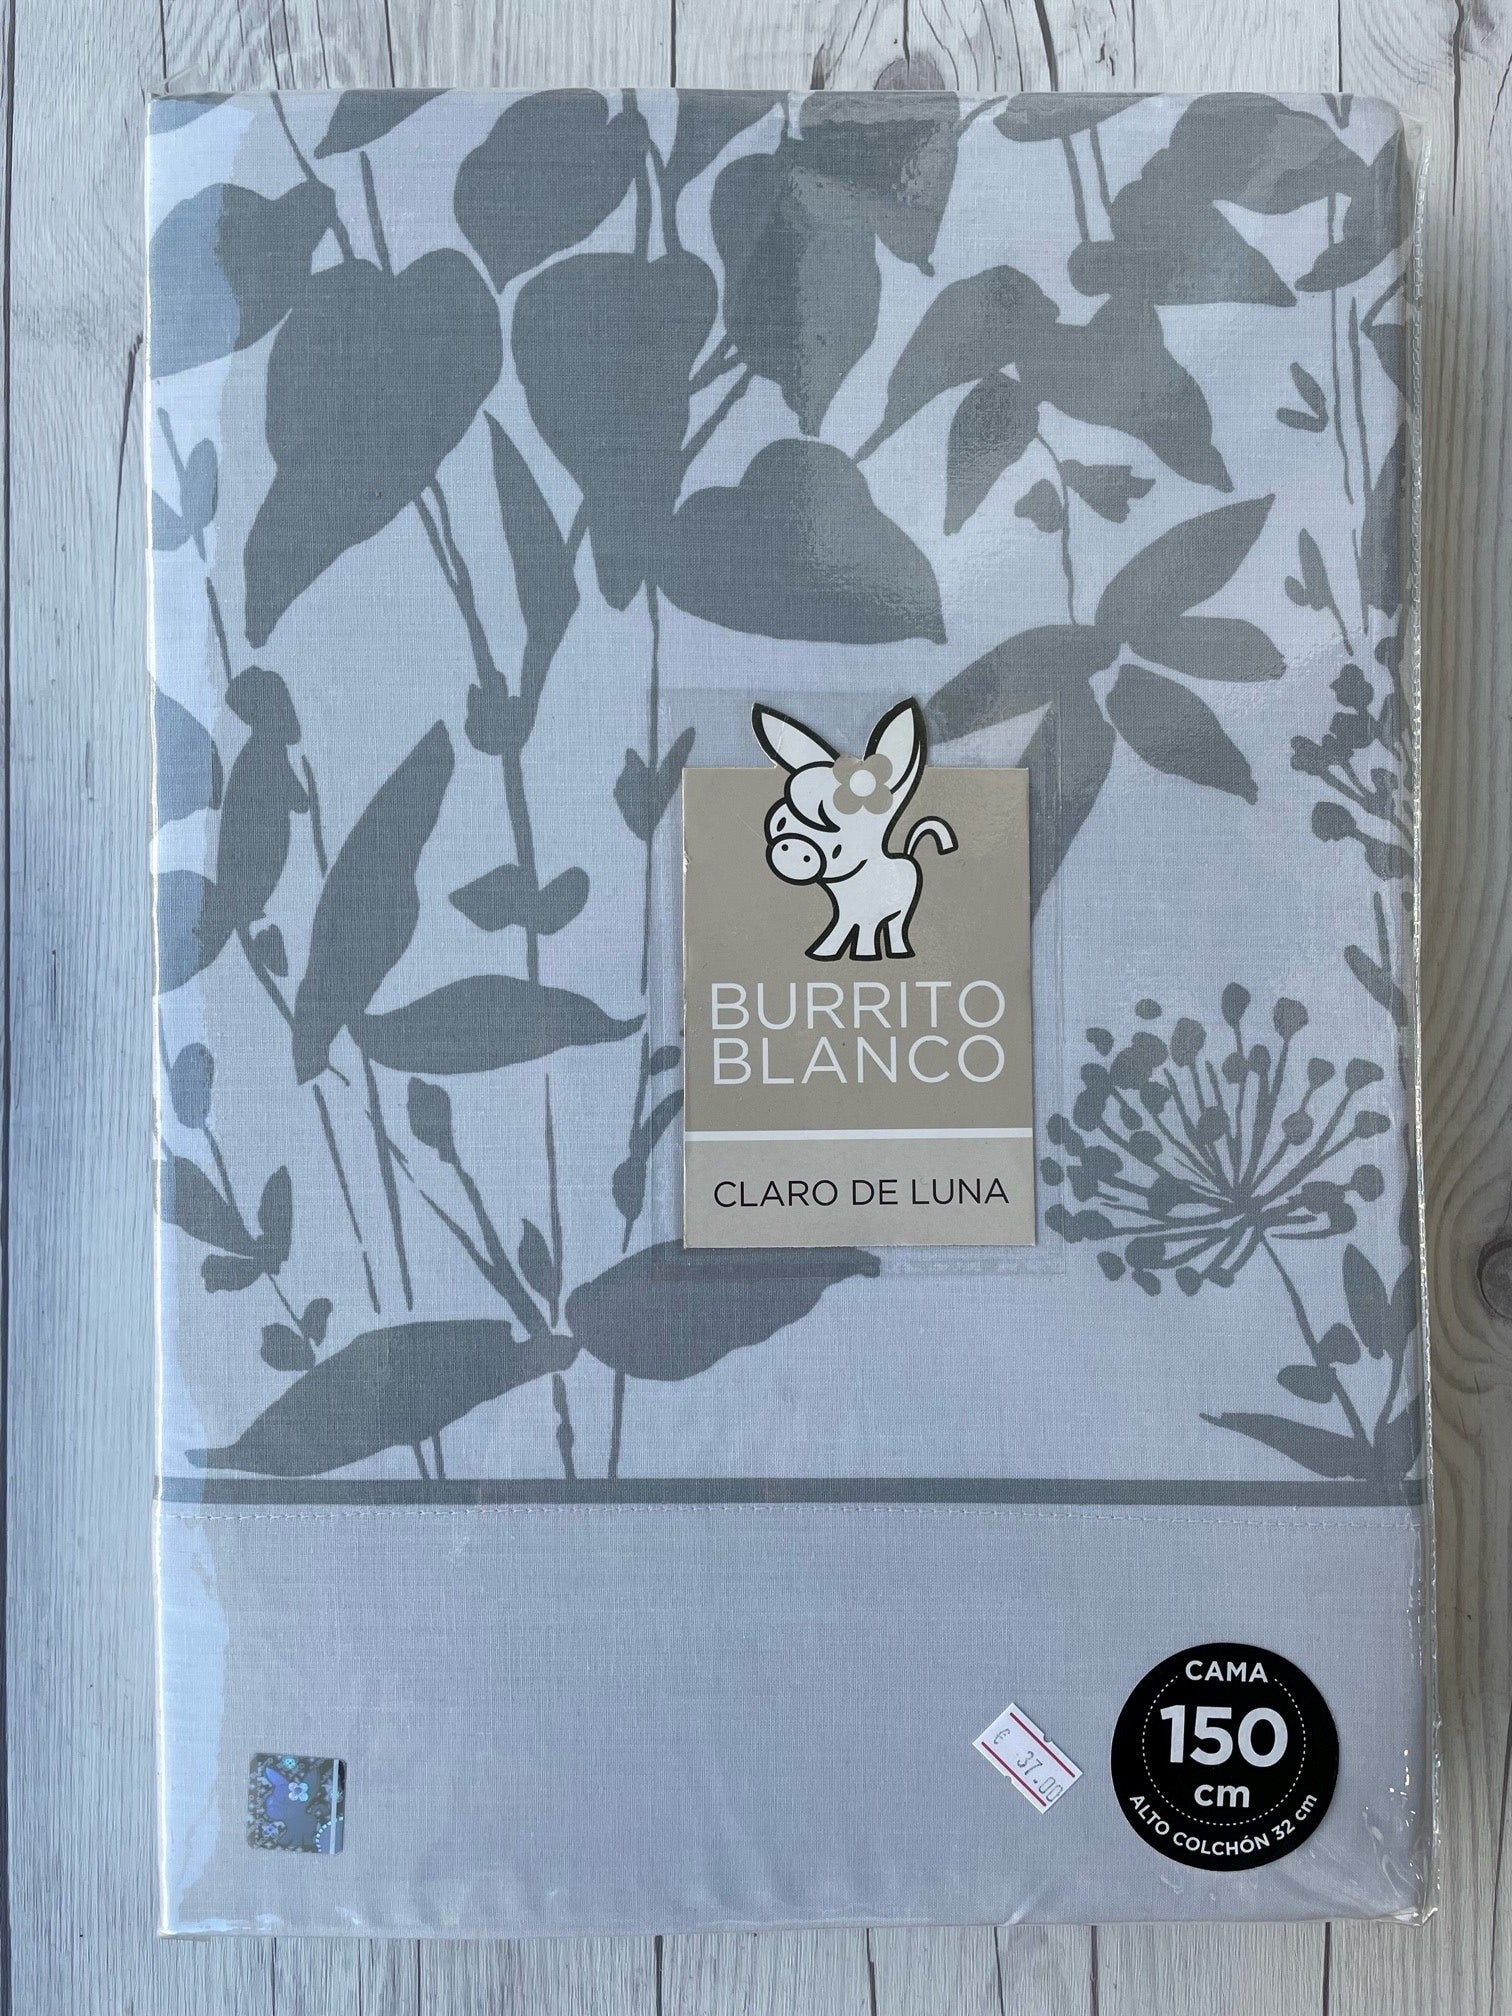 BURRITO
BLANCO
CLARO DE LUNA
€ 37.00
CAMA
150
cm
ALTO COLCHÓN 32 cm